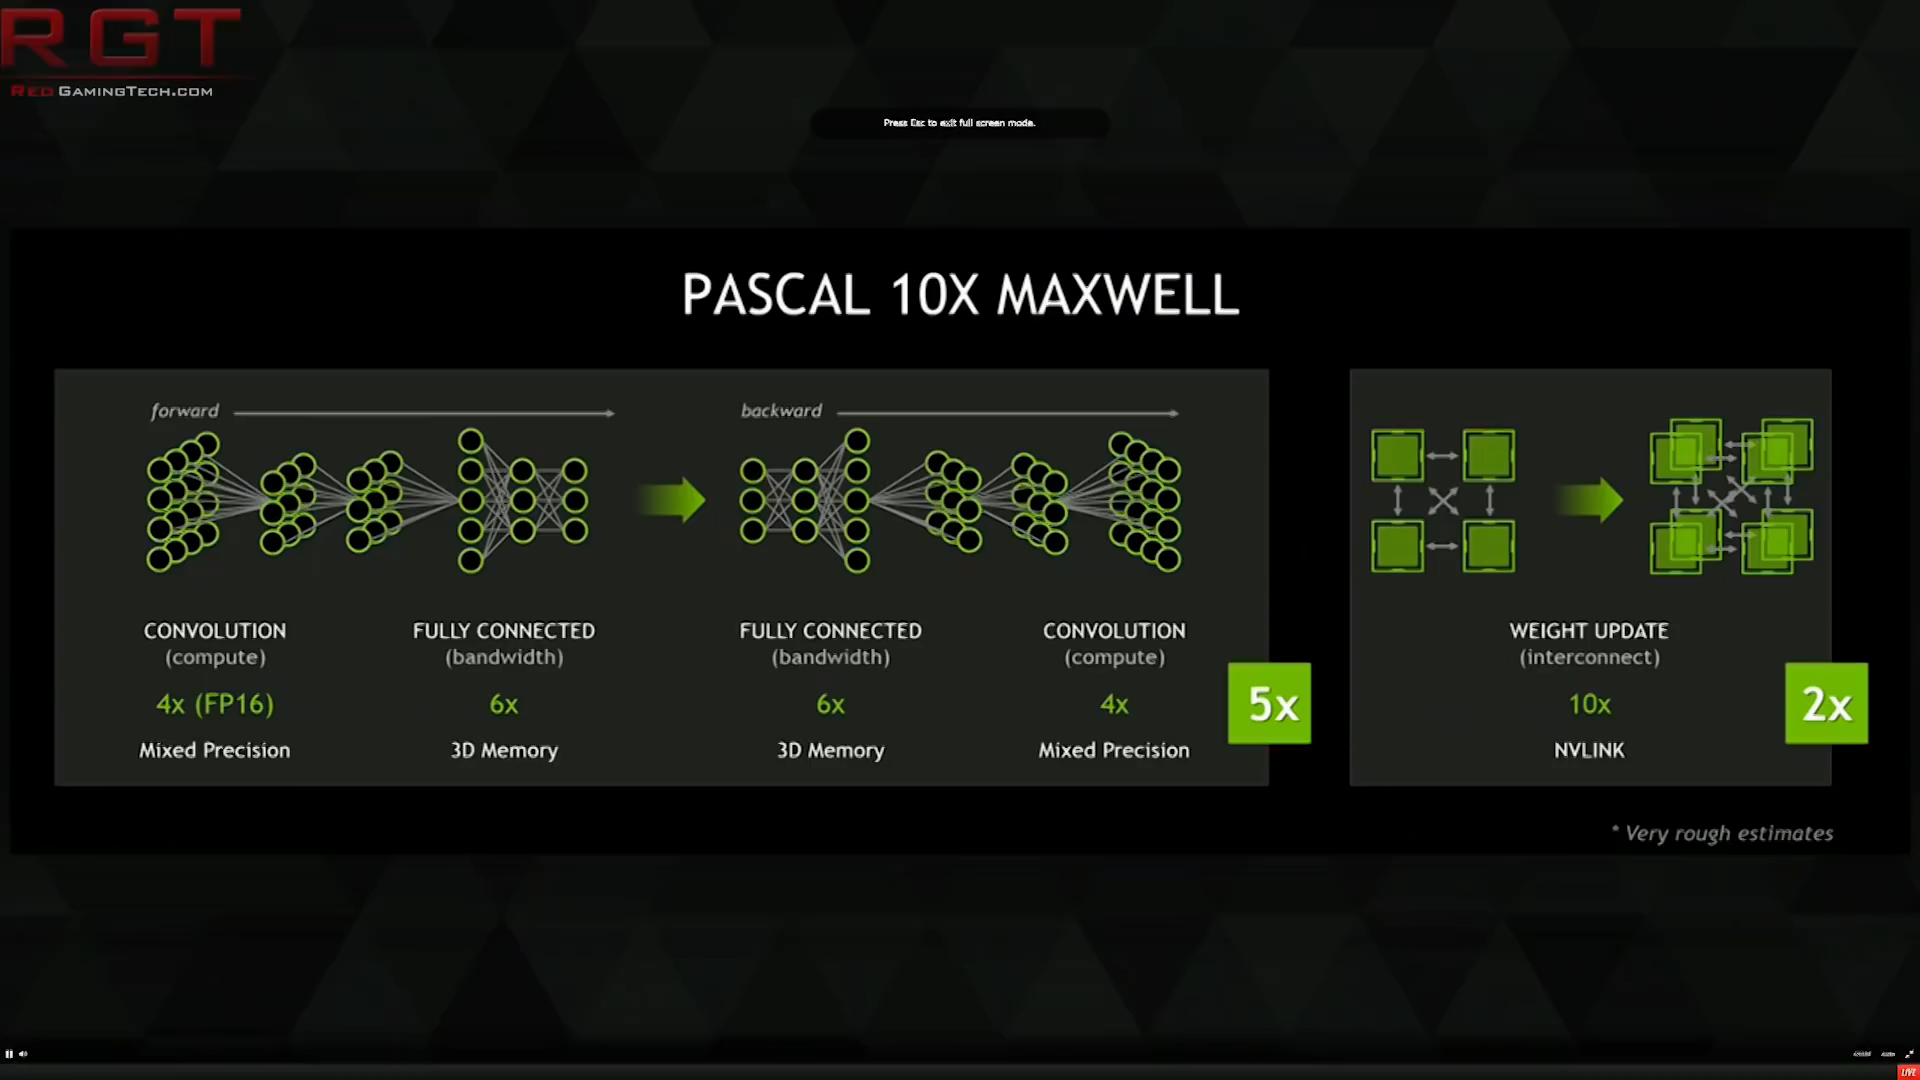 RGT
RedGamingTech.com
Press Esc to exit full screen mode.
PASCAL 10X MAXWELL
forward
backward
CONVOLUTION
(compute)
4x (FP16)
Mixed Precision
FULLY CONNECTED
(bandwidth)
6x
3D Memory
FULLY CONNECTED
(bandwidth)
6x
3D Memory
CONVOLUTION
(compute)
4x
Mixed Precision
5x
WEIGHT UPDATE
(interconnect)
10x
NVLINK
2x
* Very rough estimates
LIVE